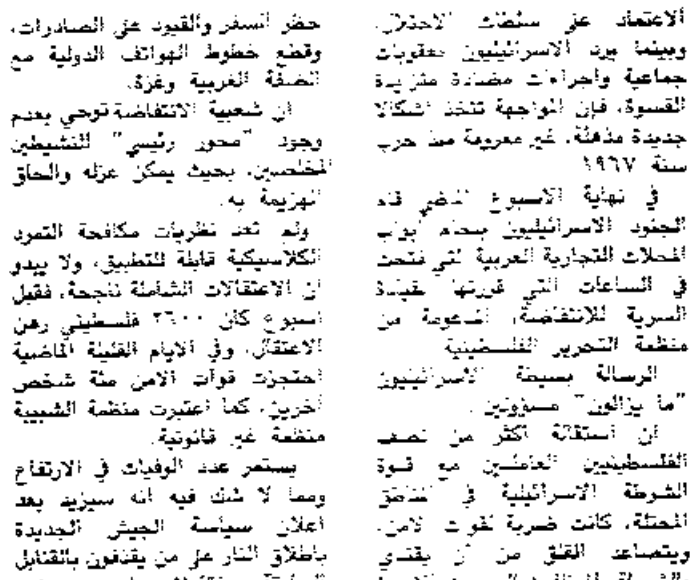 الاعتماد على سلطات الاحتلال.
وبينما يرد الاسرائيليون بعقوبات
جماعية واجراءات مضادة متزايدة
القسوة، فإن المواجهة تتخذ اشكالا
جديدة مذهلة، غير معروفة منذ حرب
سنة ١٩٦٧
في نهاية الاسبوع الماضي قام
الجنود الاسرائيليون بلحام ابواب
المحلات التجارية العربية التي فتحت
في الساعات التي قررتها القيادة
السرية للانتفاضة، المدعومة من
منظمة التحرير الفلسطينية
الرسالة بسيطة الاسرائيليون
"ما يزالون" مسؤولين.
ان استقالة اكثر من نصف
الفلسطينيين العاملين مع قوة
الشرطة الاسرائيلية في المناطق
المحتلة، كانت ضربة لقوات الامن.
ويتصاعد القلق من ان يقتدي
حظر السفر والقيود على الصادرات،
وقطع خطوط الهواتف الدولية مع
الضفة الغربية وغزة.
ان شعبية الانتفاضة توحي بعدم
وجود "محور رئيسي" للنشيطين
المخلصين، بحيث يمكن عزله والحاق
الهزيمة به.
ولم تعد نظريات مكافحة التمرد
الكلاسيكية قابلة للتطبيق، ولا يبدو
ان الاعتقالات الشاملة ناجحة، فقبل
اسبوع كان ٢٦٠٠ فلسطيني رهن
الاعتقال، وفي الايام القليلة الماضية
احتجزت قوات الامن مئة شخص
آخرين، كما اعتبرت منظمة الشبيبة
منظمة غير قانونية.
يستمر عدد الوفيات في الارتفاع
ومما لا شك فيه انه سيزيد بعد
اعلان سياسة الجيش الجديدة
باطلاق النار على من يقذفون بالقنابل